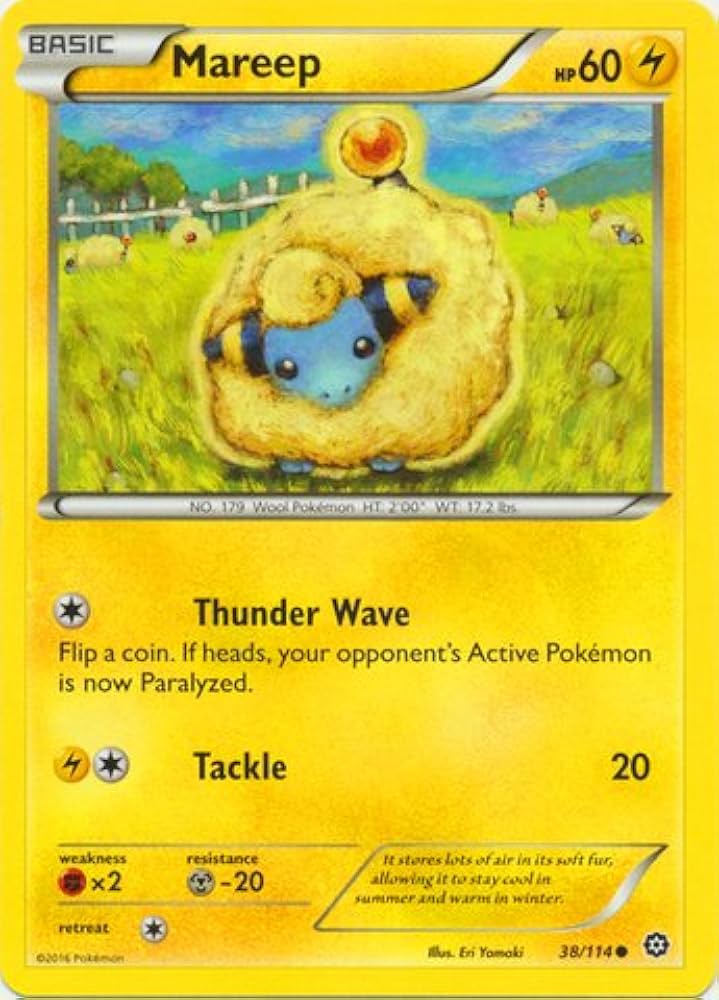 BASIC Mareep HP60
NO. 179 Wool Pokémon HT: 2'00" WT: 17.2 lbs.
Thunder Wave
Flip a coin. If heads, your opponent's Active Pokémon
is now Paralyzed.
Tackle 20
weakness resistance
×2 -20
It stores lots of air in its soft fur,
allowing it to stay cool in
summer and warm in winter.
retreat
©2016 Pokémon Illus. Eri Yamaki 38/114